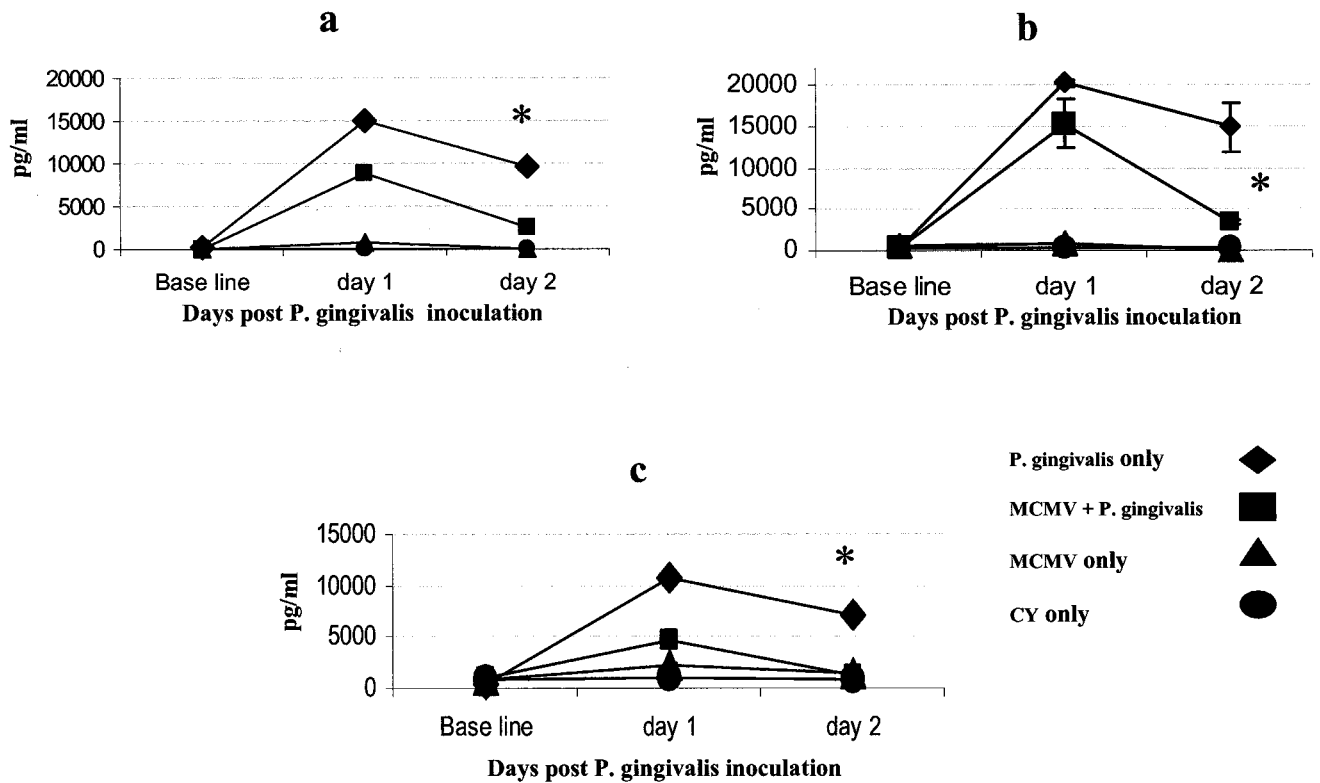 a
20000
15000
10000
5000
0
pg/ml
*
Base line day 1 day 2
Days post P. gingivalis inoculation
b
20000
15000
10000
5000
0
pg/ml
*
Base line day 1 day 2
Days post P. gingivalis inoculation
c
15000
10000
5000
0
pg/ml
*
Base line day 1 day 2
Days post P. gingivalis inoculation
P. gingivalis only
MCMV + P. gingivalis
MCMV only
CY only